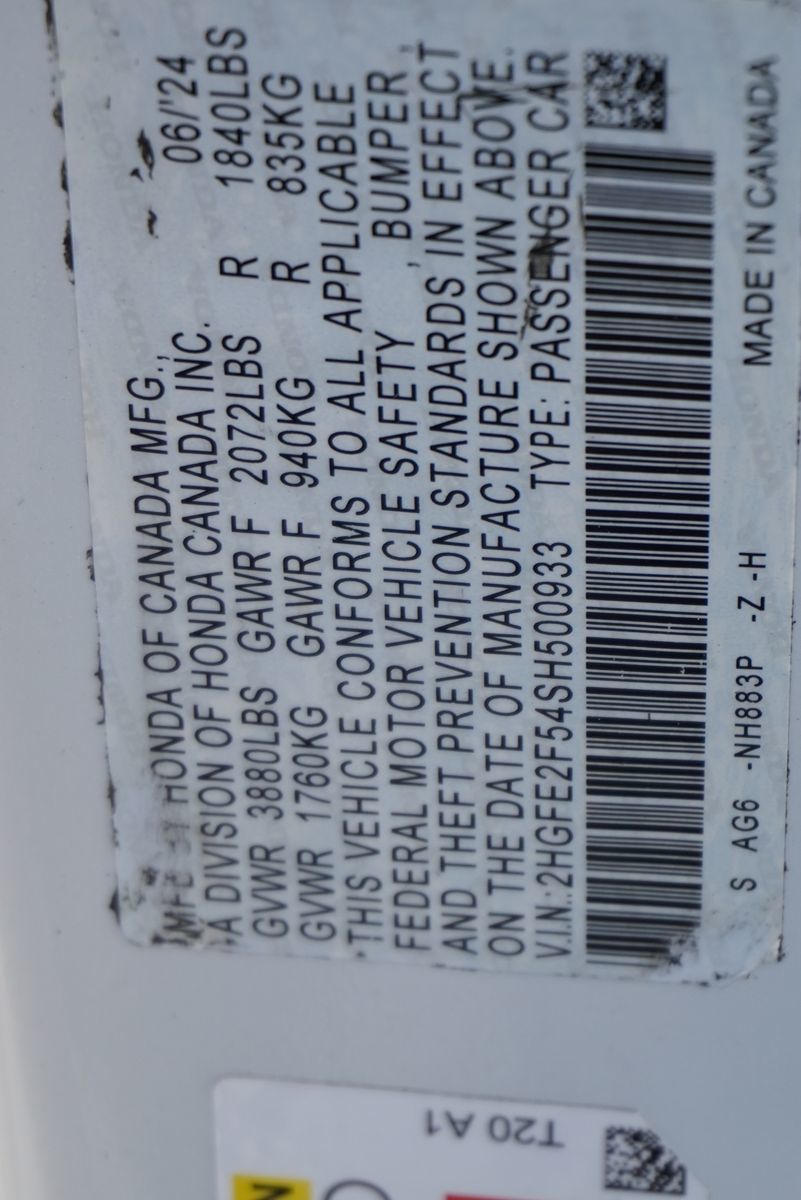 MFD BY HONDA OF CANADA MFG., 06/'24
A DIVISION OF HONDA CANADA INC.
GVWR 3880LBS GAWR F 2072LBS R 1840LBS
GVWR 1760KG GAWR F 940KG R 835KG
THIS VEHICLE CONFORMS TO ALL APPLICABLE
FEDERAL MOTOR VEHICLE SAFETY , BUMPER ,
AND THEFT PREVENTION STANDARDS IN EFFECT
ON THE DATE OF MANUFACTURE SHOWN ABOVE.
V.I.N.:2HGFE2F54SH500933 TYPE: PASSENGER CAR
S AG6 -NH883P -Z -H MADE IN CANADA
T20 A1
N